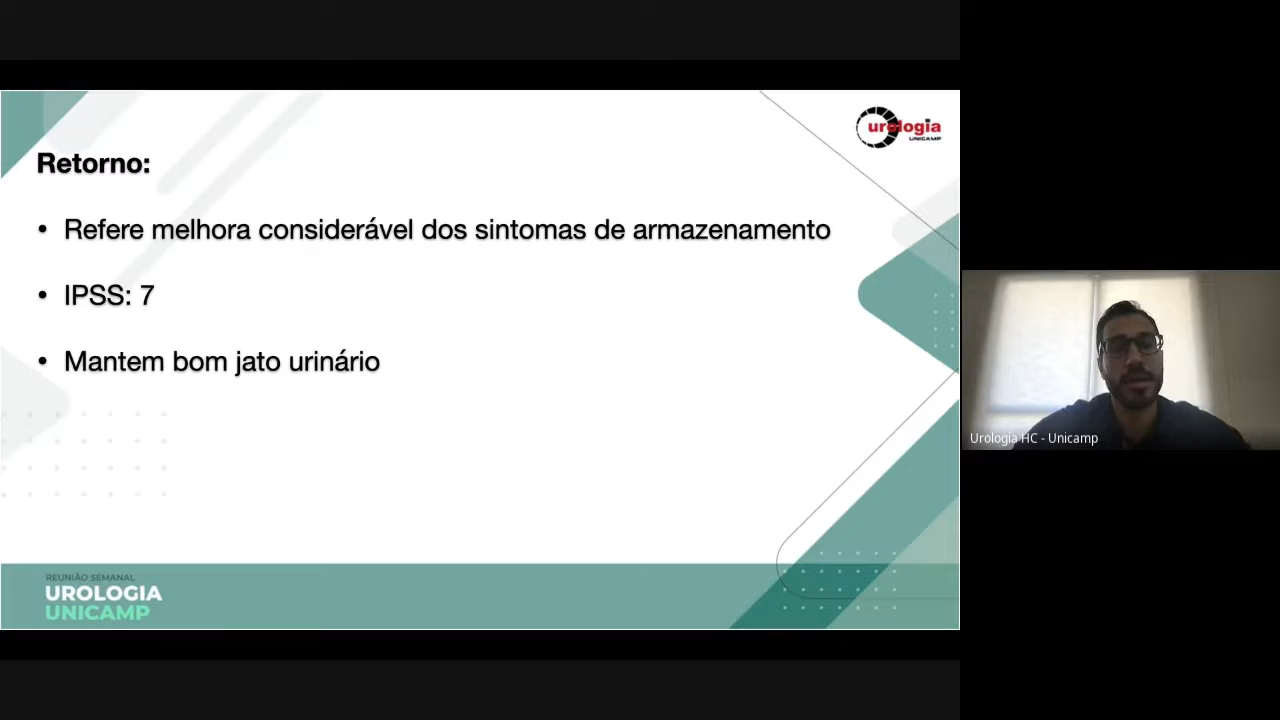 urologia
UNICAMP
Retorno:
• Refere melhora considerável dos sintomas de armazenamento
• IPSS: 7
• Mantem bom jato urinário
Urologia HC - Unicamp
REUNIÃO SEMANAL
UROLOGIA
UNICAMP